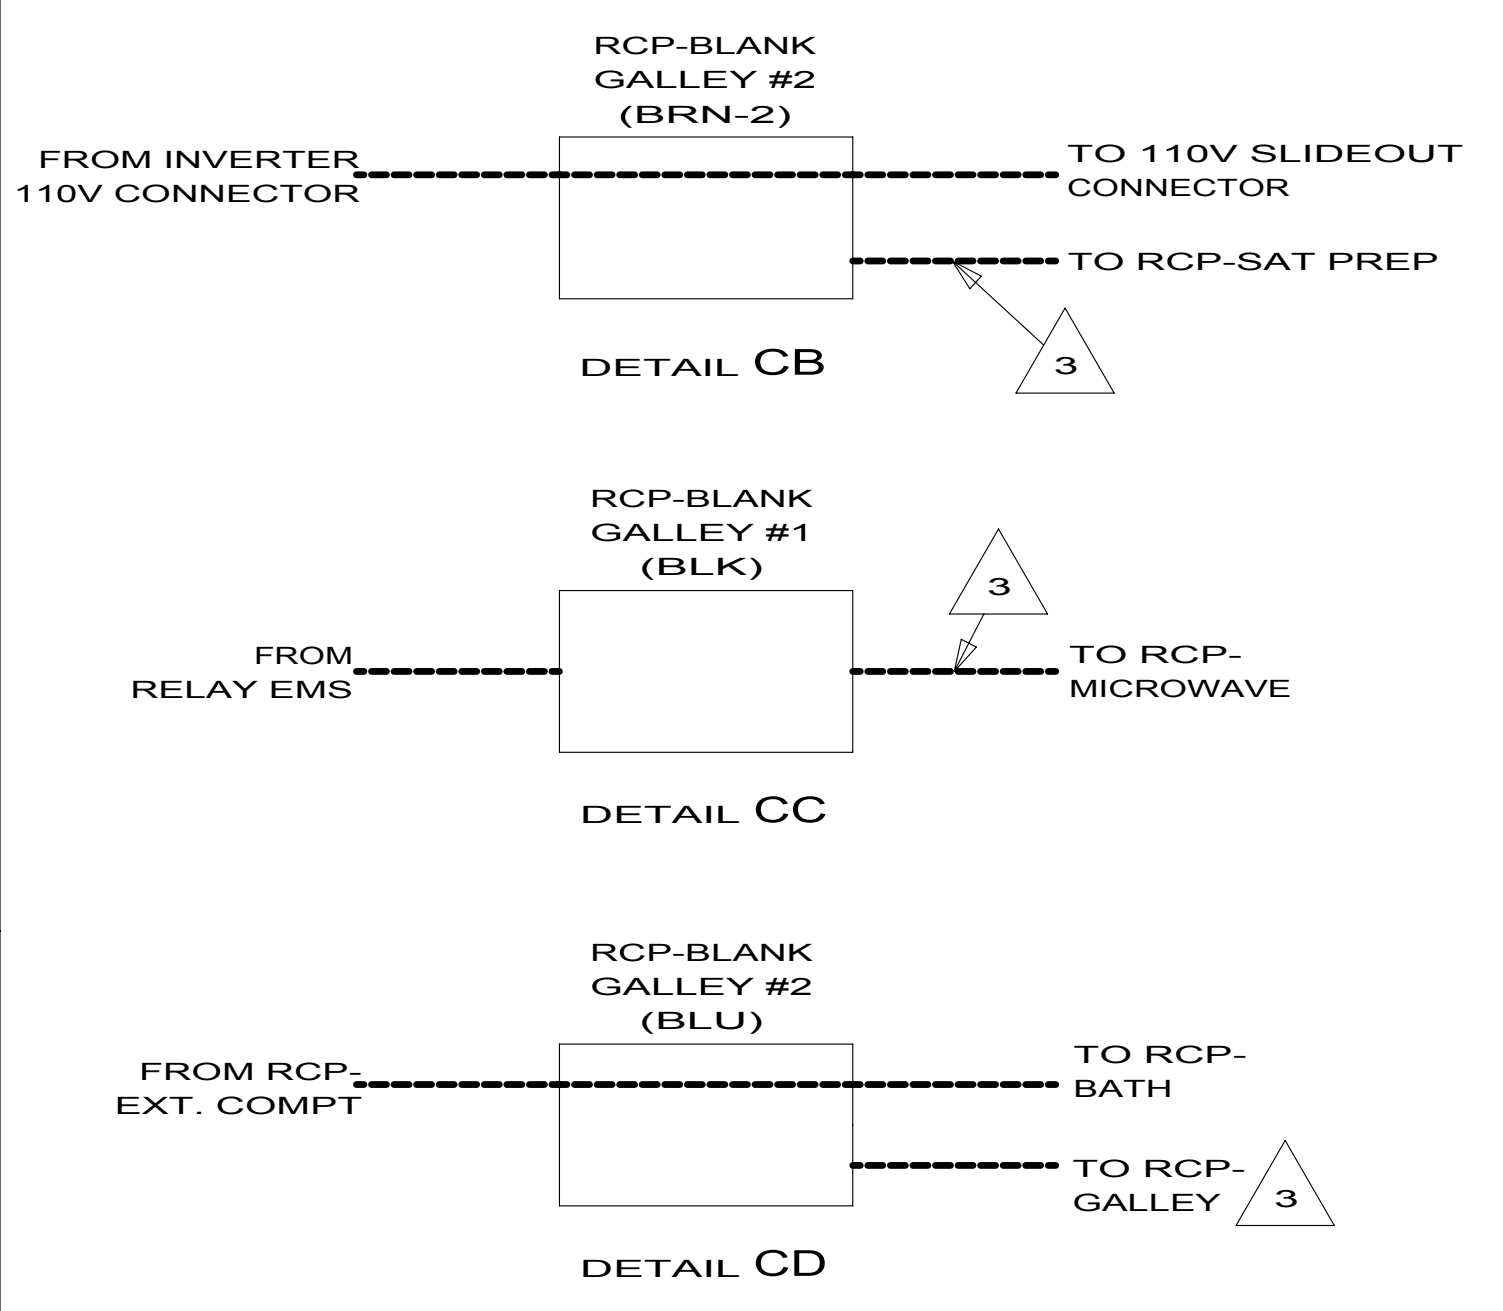 RCP-BLANK
GALLEY #2
(BRN-2)
FROM INVERTER
110V CONNECTOR
TO 110V SLIDEOUT
CONNECTOR
TO RCP-SAT PREP
3
DETAIL CB
RCP-BLANK
GALLEY #1
(BLK)
3
FROM
RELAY EMS
TO RCP-
MICROWAVE
DETAIL CC
RCP-BLANK
GALLEY #2
(BLU)
FROM RCP-
EXT. COMPT
TO RCP-
BATH
TO RCP-
GALLEY
3
DETAIL CD